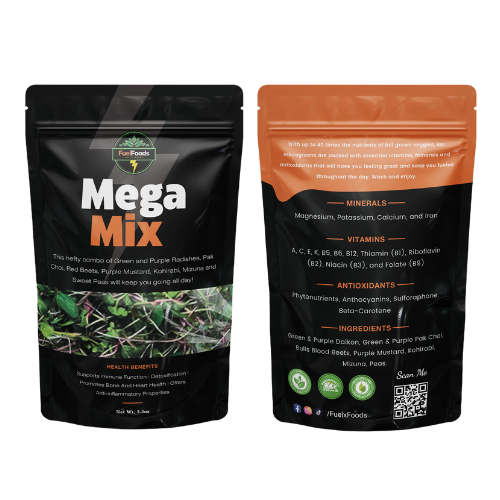 FuelFoods
Mega
Mix
This hefty combo of Green and Purple Radishes, Pak
Choi, Red Beets, Purple Mustard, Kohlrabi, Mizuna and
Sweet Peas will keep you going all day!
HEALTH BENEFITS
Supports Immune Function | Detoxification |
Promotes Bone And Heart Health | Offers
Anti-Inflammatory Properties
Net Wt.
With up to 40 times the nutrients of full grown veggies, our
microgreens are packed with essential vitamins, minerals and
antioxidants that will have you feeling great and keep you fueled
throughout the day. Wash and enjoy.
MINERALS
Magnesium, Potassium, Calcium, and Iron
VITAMINS
A, C, E, K, B5, B6, B12, Thiamin (B1), Riboflavin
(B2), Niacin (B3), and Folate (B9)
ANTIOXIDANTS
Phytonutrients, Anthocyanins, Sulforaphane
Beta-Carotene
INGREDIENTS
Green & Purple Daikon, Green & Purple Pak Choi,
Bulls Blood Beets, Purple Mustard, Kohlrabi,
Mizuna, Peas.
Scan Me
/FuelxFoods